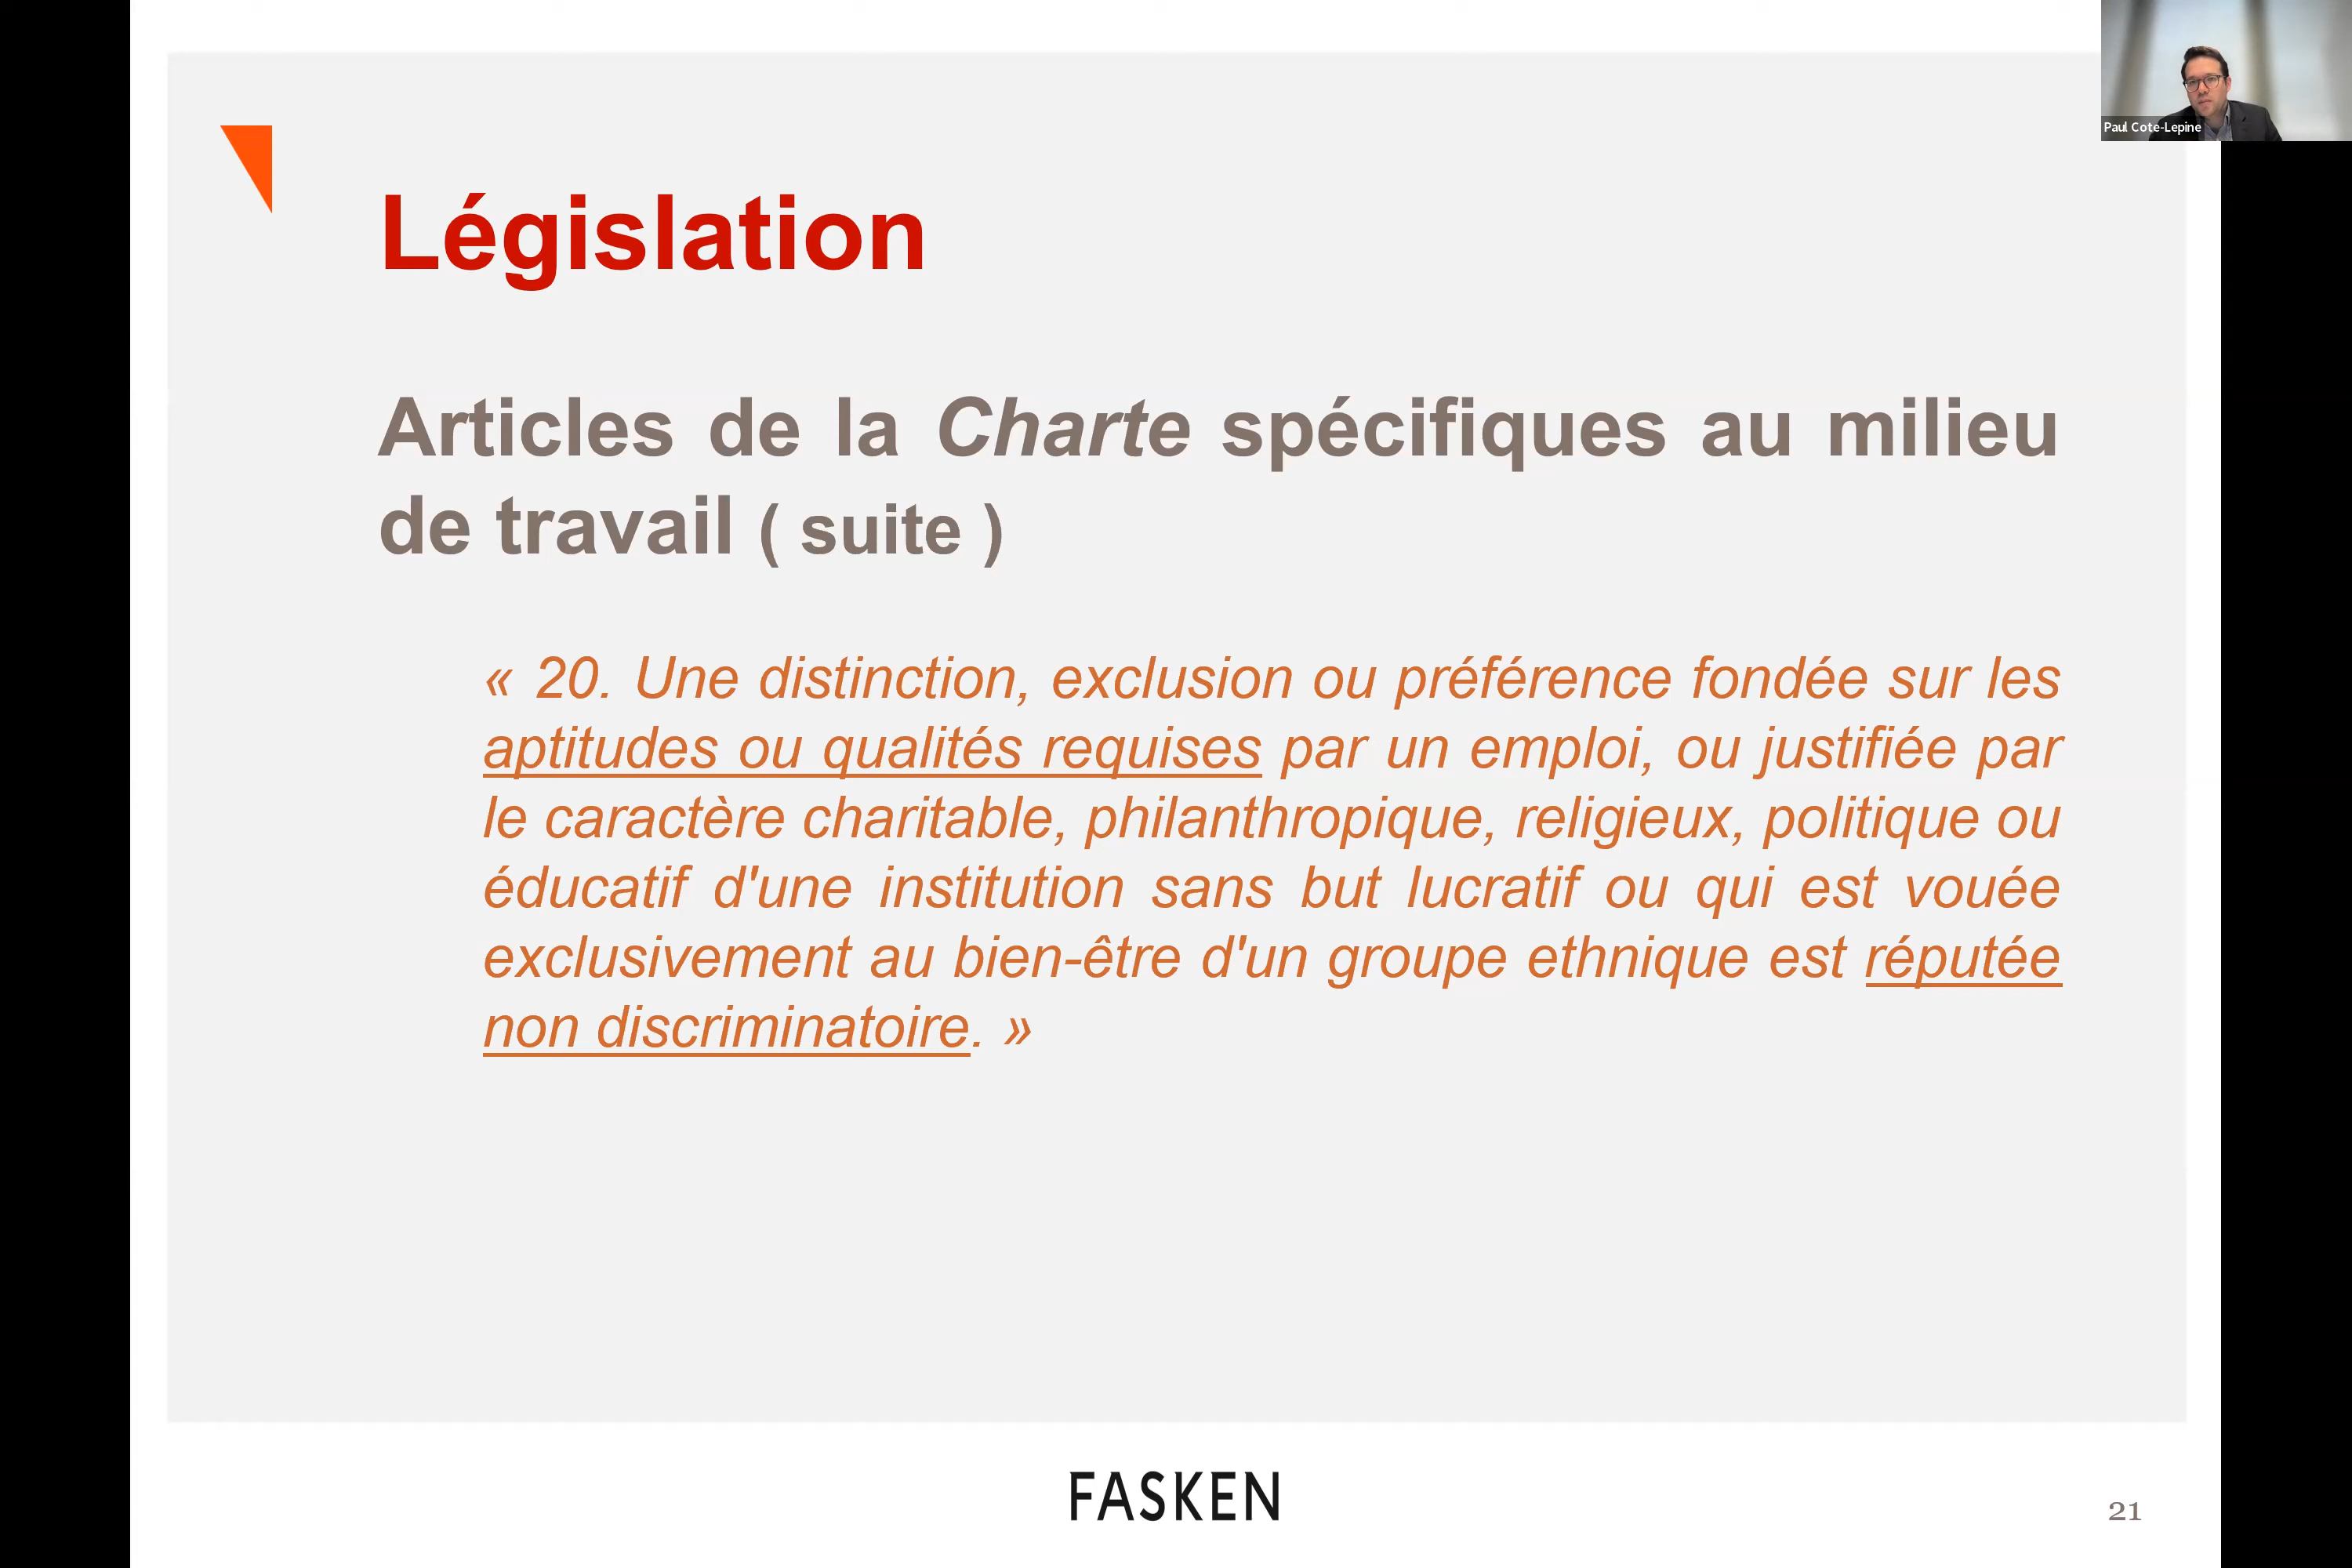 Paul Cote-Lepine
Législation
Articles de la Charte spécifiques au milieu
de travail ( suite )
« 20. Une distinction, exclusion ou préférence fondée sur les
aptitudes ou qualités requises par un emploi, ou justifiée par
le caractère charitable, philanthropique, religieux, politique ou
éducatif d'une institution sans but lucratif ou qui est vouée
exclusivement au bien-être d'un groupe ethnique est réputée
non discriminatoire. »
FASKEN
21